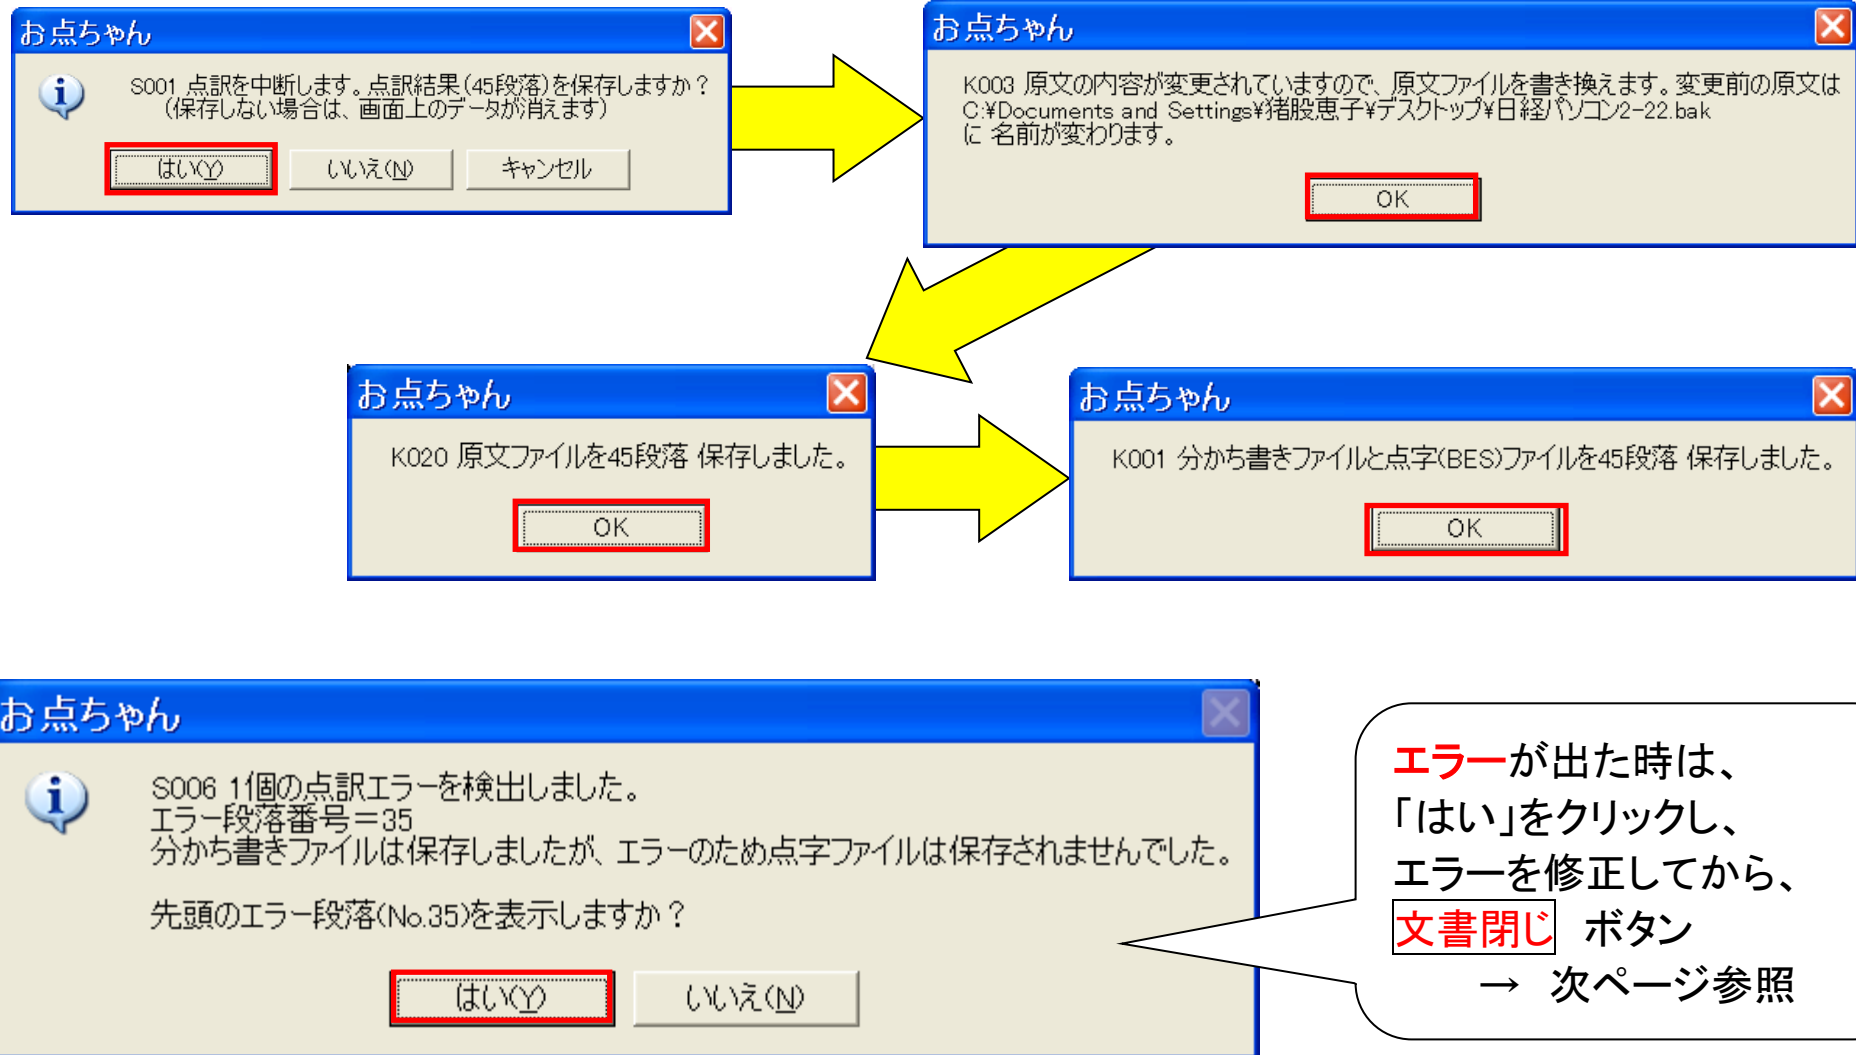 お点ちゃん
S001 点訳を中断します。点訳結果(45段落)を保存しますか？
(保存しない場合は、画面上のデータが消えます)
はい(Y) いいえ(N) キャンセル
お点ちゃん
K003 原文の内容が変更されていますので、原文ファイルを書き換えます。変更前の原文は
C:¥Documents and Settings¥猪股恵子¥デスクトップ¥日経パソコン2-22.bak
に 名前が変わります。
OK
お点ちゃん
K020 原文ファイルを45段落 保存しました。
OK
お点ちゃん
K001 分かち書きファイルと点字(BES)ファイルを45段落 保存しました。
OK
お点ちゃん
S006 1個の点訳エラーを検出しました。
エラー段落番号＝35
分かち書きファイルは保存しましたが、エラーのため点字ファイルは保存されませんでした。
先頭のエラー段落(No.35)を表示しますか？
はい(Y) いいえ(N)
エラーが出た時は、
「はい」をクリックし、
エラーを修正してから、
文書閉じ ボタン
→ 次ページ参照